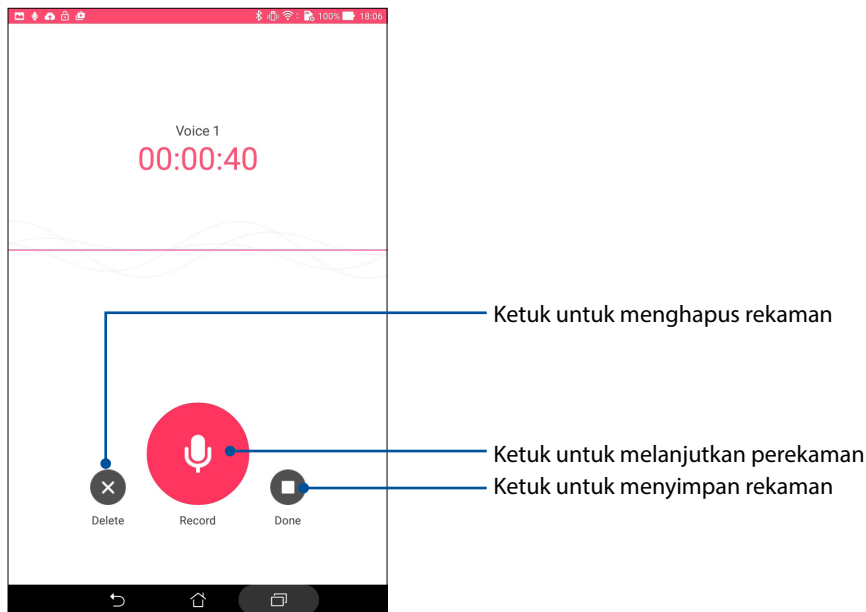 100% 18:06
Voice 1
00:00:40
Ketuk untuk menghapus rekaman
Ketuk untuk melanjutkan perekaman
Ketuk untuk menyimpan rekaman
Delete Record Done